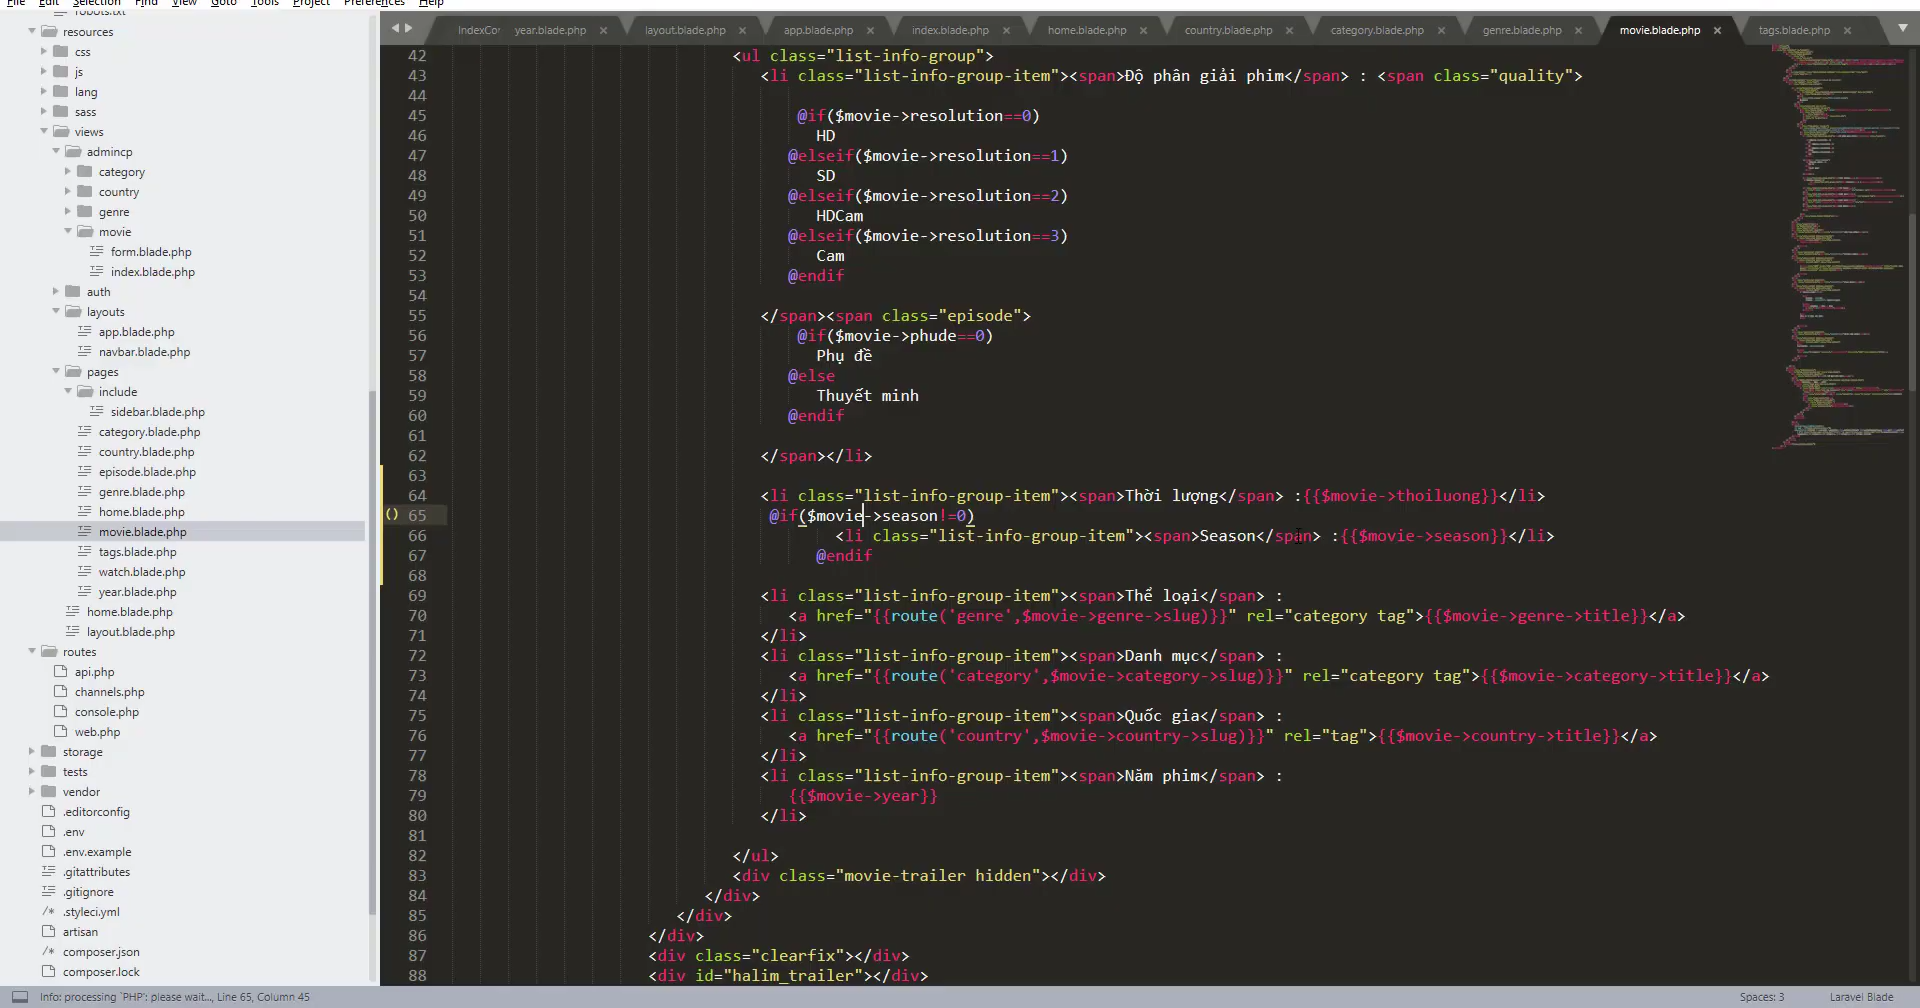 File Edit Selection Find View Goto Tools Project Preferences Help
robots.txt
resources
css
js
lang
sass
views
admincp
category
country
genre
movie
form.blade.php
index.blade.php
auth
layouts
app.blade.php
navbar.blade.php
pages
include
sidebar.blade.php
category.blade.php
country.blade.php
episode.blade.php
genre.blade.php
home.blade.php
movie.blade.php
tags.blade.php
watch.blade.php
year.blade.php
home.blade.php
layout.blade.php
routes
api.php
channels.php
console.php
web.php
storage
tests
vendor
.editorconfig
.env
.env.example
.gitattributes
.gitignore
.styleci.yml
artisan
composer.json
composer.lock
IndexCor year.blade.php layout.blade.php app.blade.php index.blade.php home.blade.php country.blade.php category.blade.php genre.blade.php movie.blade.php tags.blade.php
42 <ul class="list-info-group">
43 <li class="list-info-group-item"><span>Độ phân giải phim</span> : <span class="quality">
44
45 @if($movie->resolution==0)
46 HD
47 @elseif($movie->resolution==1)
48 SD
49 @elseif($movie->resolution==2)
50 HDCam
51 @elseif($movie->resolution==3)
52 Cam
53 @endif
54
55 </span><span class="episode">
56 @if($movie->phude==0)
57 Phụ đề
58 @else
59 Thuyết minh
60 @endif
61
62 </span></li>
63
64 <li class="list-info-group-item"><span>Thời lượng</span> :{{$movie->thoiluong}}</li>
65 @if($movie->season!=0)
66 <li class="list-info-group-item"><span>Season</span> :{{$movie->season}}</li>
67 @endif
68
69 <li class="list-info-group-item"><span>Thể loại</span> :
70 <a href="{{route('genre',$movie->genre->slug)}}" rel="category tag">{{$movie->genre->title}}</a>
71 </li>
72 <li class="list-info-group-item"><span>Danh mục</span> :
73 <a href="{{route('category',$movie->category->slug)}}" rel="category tag">{{$movie->category->title}}</a>
74 </li>
75 <li class="list-info-group-item"><span>Quốc gia</span> :
76 <a href="{{route('country',$movie->country->slug)}}" rel="tag">{{$movie->country->title}}</a>
77 </li>
78 <li class="list-info-group-item"><span>Năm phim</span> :
79 {{$movie->year}}
80 </li>
81
82 </ul>
83 <div class="movie-trailer hidden"></div>
84 </div>
85 </div>
86 </div>
87 <div class="clearfix"></div>
88 <div id="halim_trailer"></div>
Info: processing `PHP': please wait..., Line 65, Column 45
Spaces: 3
Laravel Blade